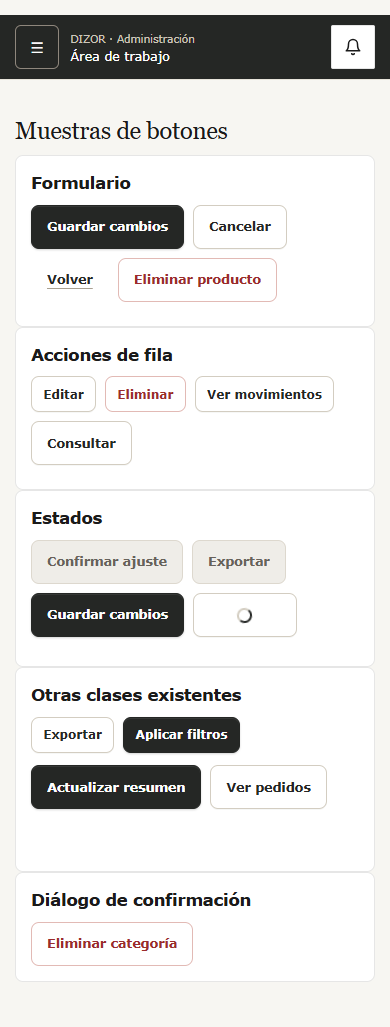 DIZOR · Administración
Área de trabajo
Muestras de botones
Formulario
Guardar cambios Cancelar
Volver Eliminar producto
Acciones de fila
Editar Eliminar Ver movimientos
Consultar
Estados
Confirmar ajuste Exportar
Guardar cambios
Otras clases existentes
Exportar Aplicar filtros
Actualizar resumen Ver pedidos
Diálogo de confirmación
Eliminar categoría